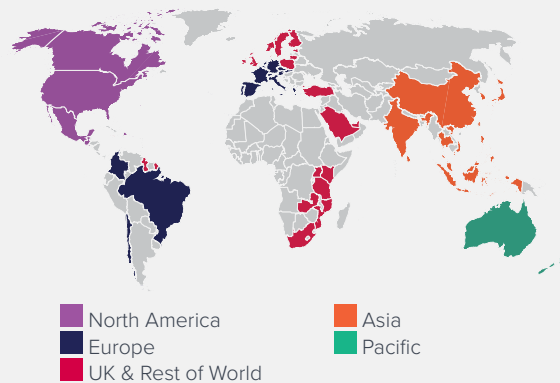 North America
Europe
UK & Rest of World
Asia
Pacific